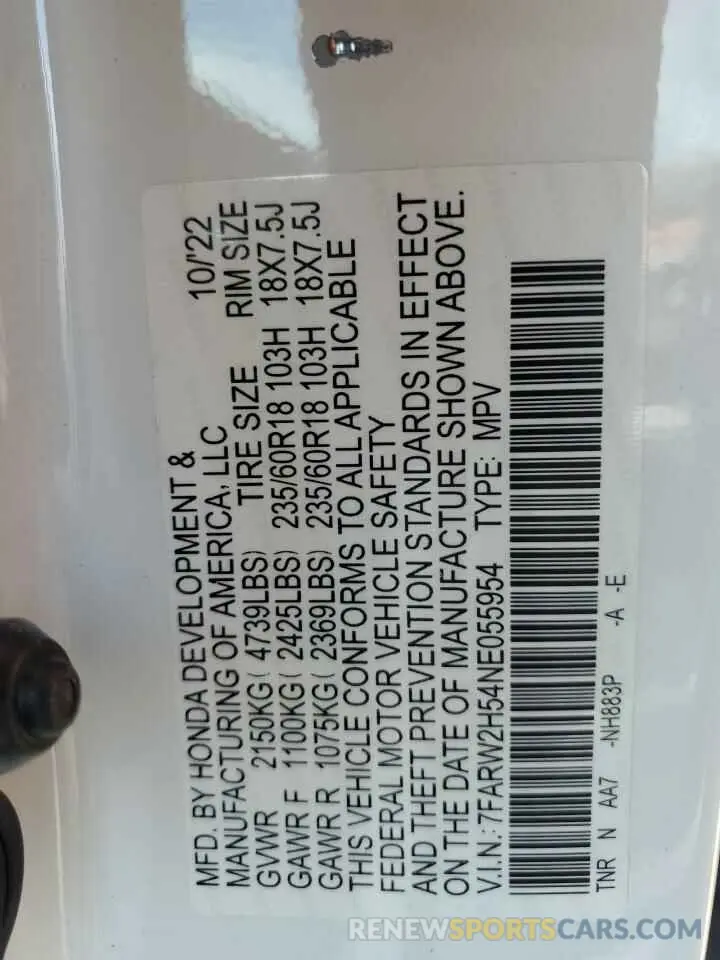 MFD. BY HONDA DEVELOPMENT & 10/'22
MANUFACTURING OF AMERICA, LLC
TIRE SIZE RIM SIZE
GVWR 2150KG( 4739LBS)
GAWR F 1100KG( 2425LBS) 235/60R18 103H 18X7.5J
GAWR R 1075KG( 2369LBS) 235/60R18 103H 18X7.5J
THIS VEHICLE CONFORMS TO ALL APPLICABLE
FEDERAL MOTOR VEHICLE SAFETY
AND THEFT PREVENTION STANDARDS IN EFFECT
ON THE DATE OF MANUFACTURE SHOWN ABOVE.
V.I.N.: 7FARW2H54NE055954 TYPE: MPV
TNR N AA7 -NH883P -A -E
RENEWSPORTSCARS.COM